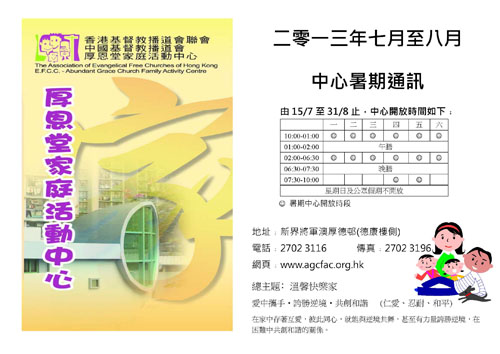 香港基督教播道會聯會
中國基督教播道會
厚恩堂家庭活動中心
The Association of Evangelical Free Churches of Hong Kong
E.F.C.C. - Abundant Grace Church Family Activity Centre
厚恩堂家庭活動中心
家
二零一三年七月至八月
中心暑期通訊
由 15/7 至 31/8 止，中心開放時間如下：
一 二 三 四 五 六
10:00-01:00 ☺ ☺ ☺ ☺ ☺ ☺
01:00-02:00 午膳
02:00-06:30 ☺ ☺ ☺ ☺ ☺ ☺
06:30-07:30 晚膳
07:30-10:00 ☺ ☺
星期日及公眾假期不開放
☺ 暑期中心開放時段
地址：新界將軍澳厚德邨(德康樓側)
電話：2702 3116 傳真：2702 3196
網頁：www.agcfac.org.hk
總主題: 溫馨快樂家
愛中攜手‧誇勝逆境‧共創和諧 (仁愛、忍耐、和平)
在家中存著互愛，彼此同心，就能與逆境共舞，甚至有力量誇勝逆境，在
困難中共創和諧的關係。